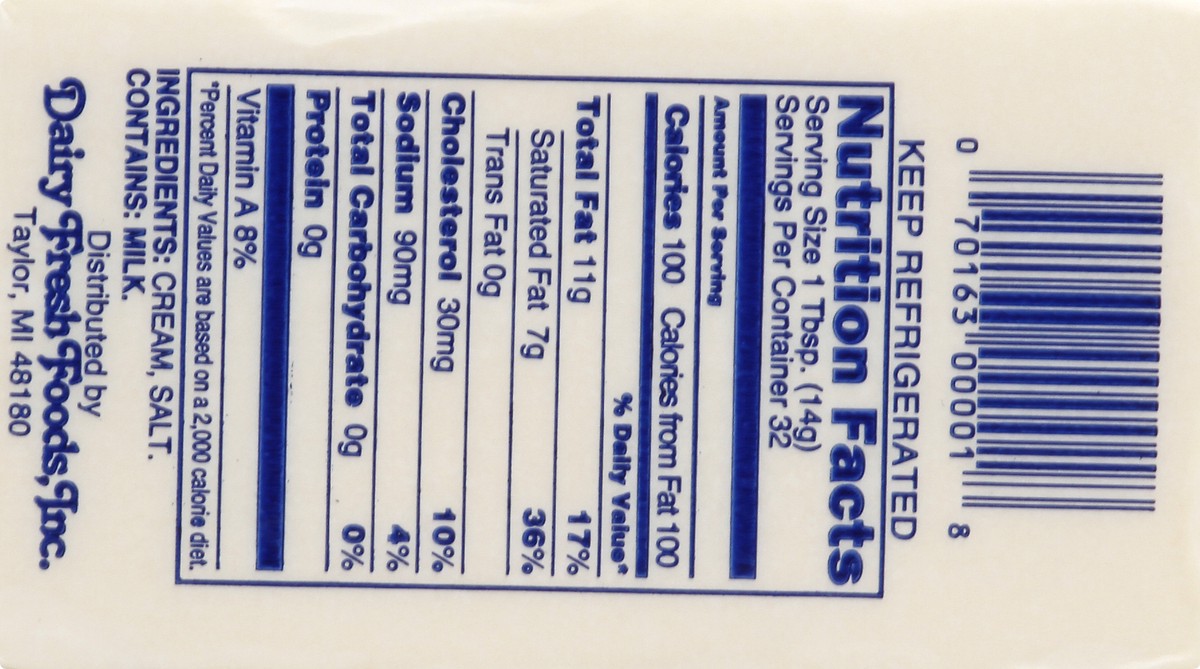 0 70163 00001 8
KEEP REFRIGERATED
Nutrition Facts
Serving Size 1 Tbsp. (14g)
Servings Per Container 32
Amount Per Serving
Calories 100 Calories from Fat 100
% Daily Value*
Total Fat 11g 17%
Saturated Fat 7g 36%
Trans Fat 0g
Cholesterol 30mg 10%
Sodium 90mg 4%
Total Carbohydrate 0g 0%
Protein 0g
Vitamin A 8%
*Percent Daily Values are based on a 2,000 calorie diet.
INGREDIENTS: CREAM, SALT.
CONTAINS: MILK.
Distributed by
Dairy Fresh Foods, Inc.
Taylor, MI 48180